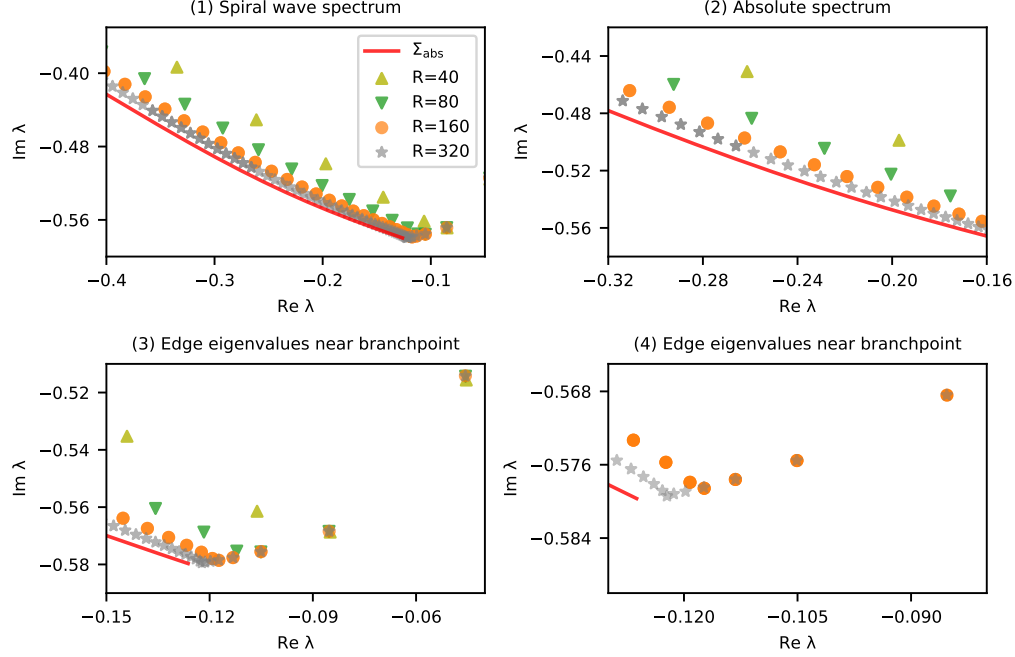 (1) Spiral wave spectrum
Im λ
−0.40
−0.48
−0.56
−0.4
−0.3
−0.2
−0.1
Re λ
Σabs
R=40
R=80
R=160
R=320
(2) Absolute spectrum
Im λ
−0.44
−0.48
−0.52
−0.56
−0.32
−0.28
−0.24
−0.20
−0.16
Re λ
(3) Edge eigenvalues near branchpoint
Im λ
−0.52
−0.54
−0.56
−0.58
−0.15
−0.12
−0.09
−0.06
Re λ
(4) Edge eigenvalues near branchpoint
Im λ
−0.568
−0.576
−0.584
−0.120
−0.105
−0.090
Re λ